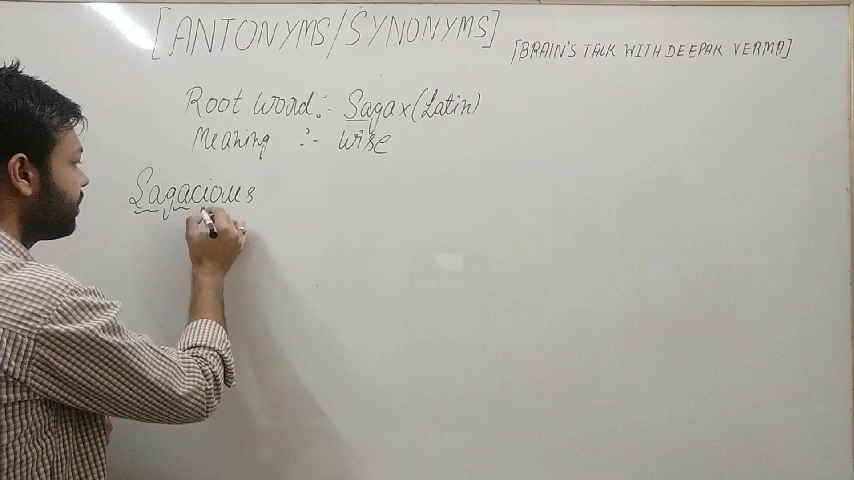 [ANTONYMS/SYNONYMS]
[BRAIN'S TALK WITH DEEPAK VERMA]
Root Word :- Sagax (Latin)
Meaning :- Wise
Sagacious